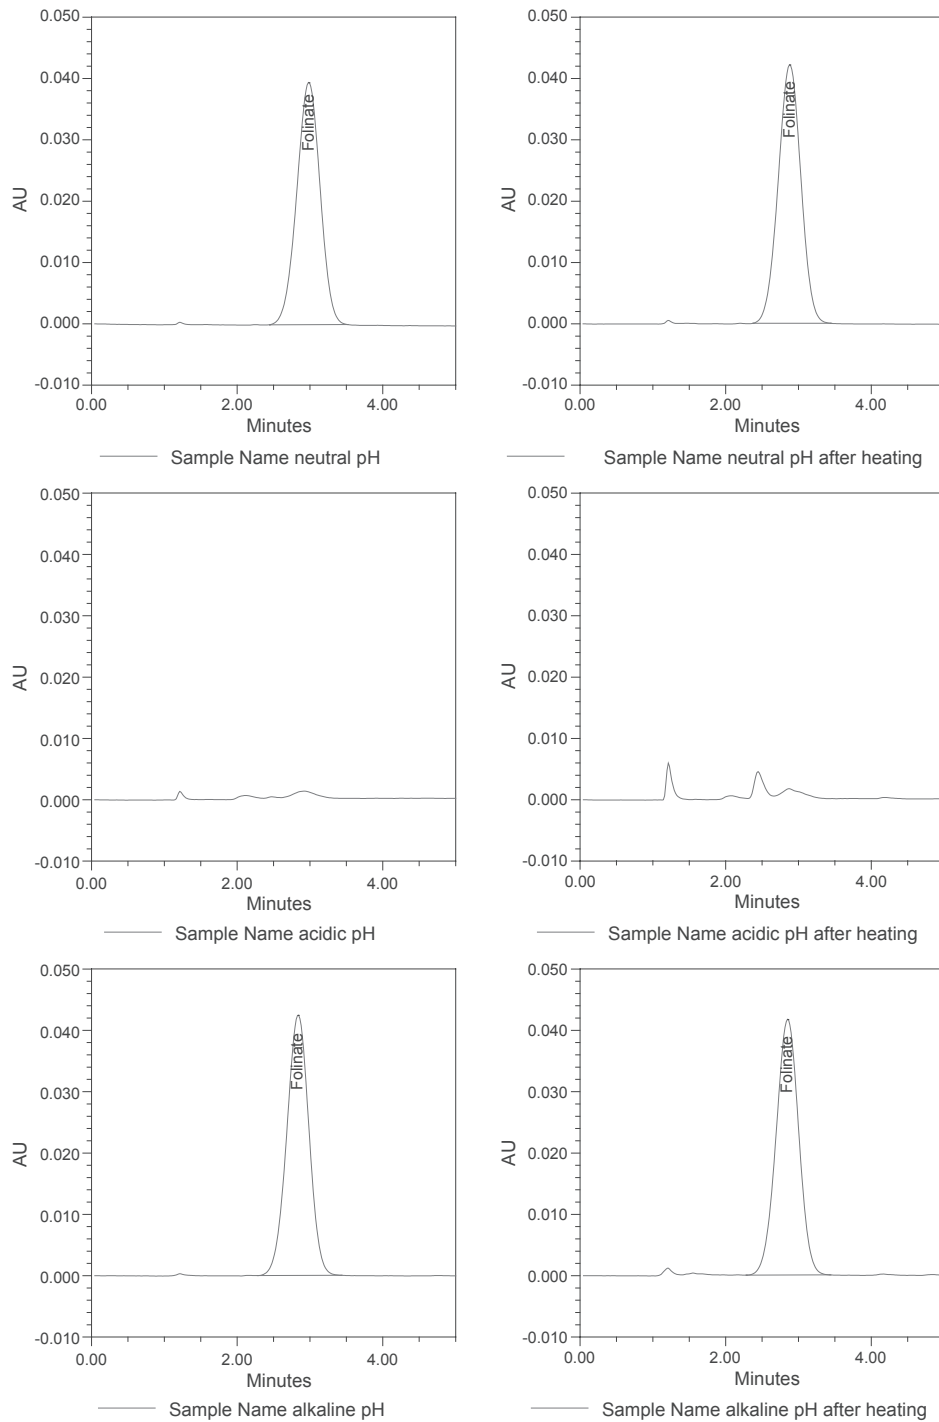 0.050
0.040
0.030
0.020
0.010
0.000
-0.010
AU
Folinate
0.00 2.00 4.00
Minutes
Sample Name neutral pH
0.050
0.040
0.030
0.020
0.010
0.000
-0.010
AU
Folinate
0.00 2.00 4.00
Minutes
Sample Name neutral pH after heating
0.050
0.040
0.030
0.020
0.010
0.000
-0.010
AU
0.00 2.00 4.00
Minutes
Sample Name acidic pH
0.050
0.040
0.030
0.020
0.010
0.000
-0.010
AU
0.00 2.00 4.00
Minutes
Sample Name acidic pH after heating
0.050
0.040
0.030
0.020
0.010
0.000
-0.010
AU
Folinate
0.00 2.00 4.00
Minutes
Sample Name alkaline pH
0.050
0.040
0.030
0.020
0.010
0.000
-0.010
AU
Folinate
0.00 2.00 4.00
Minutes
Sample Name alkaline pH after heating